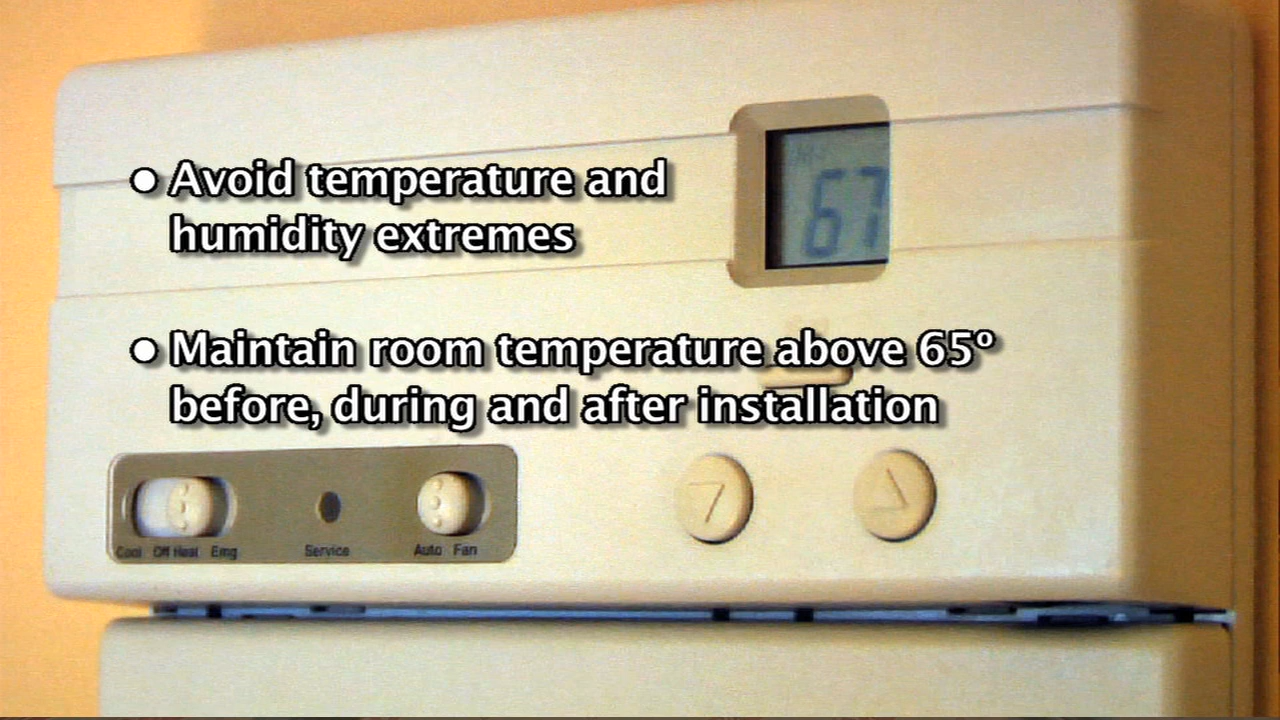 67
• Avoid temperature and
humidity extremes
• Maintain room temperature above 65º
before, during and after installation
Cool Off Heat Emg Service Auto Fan